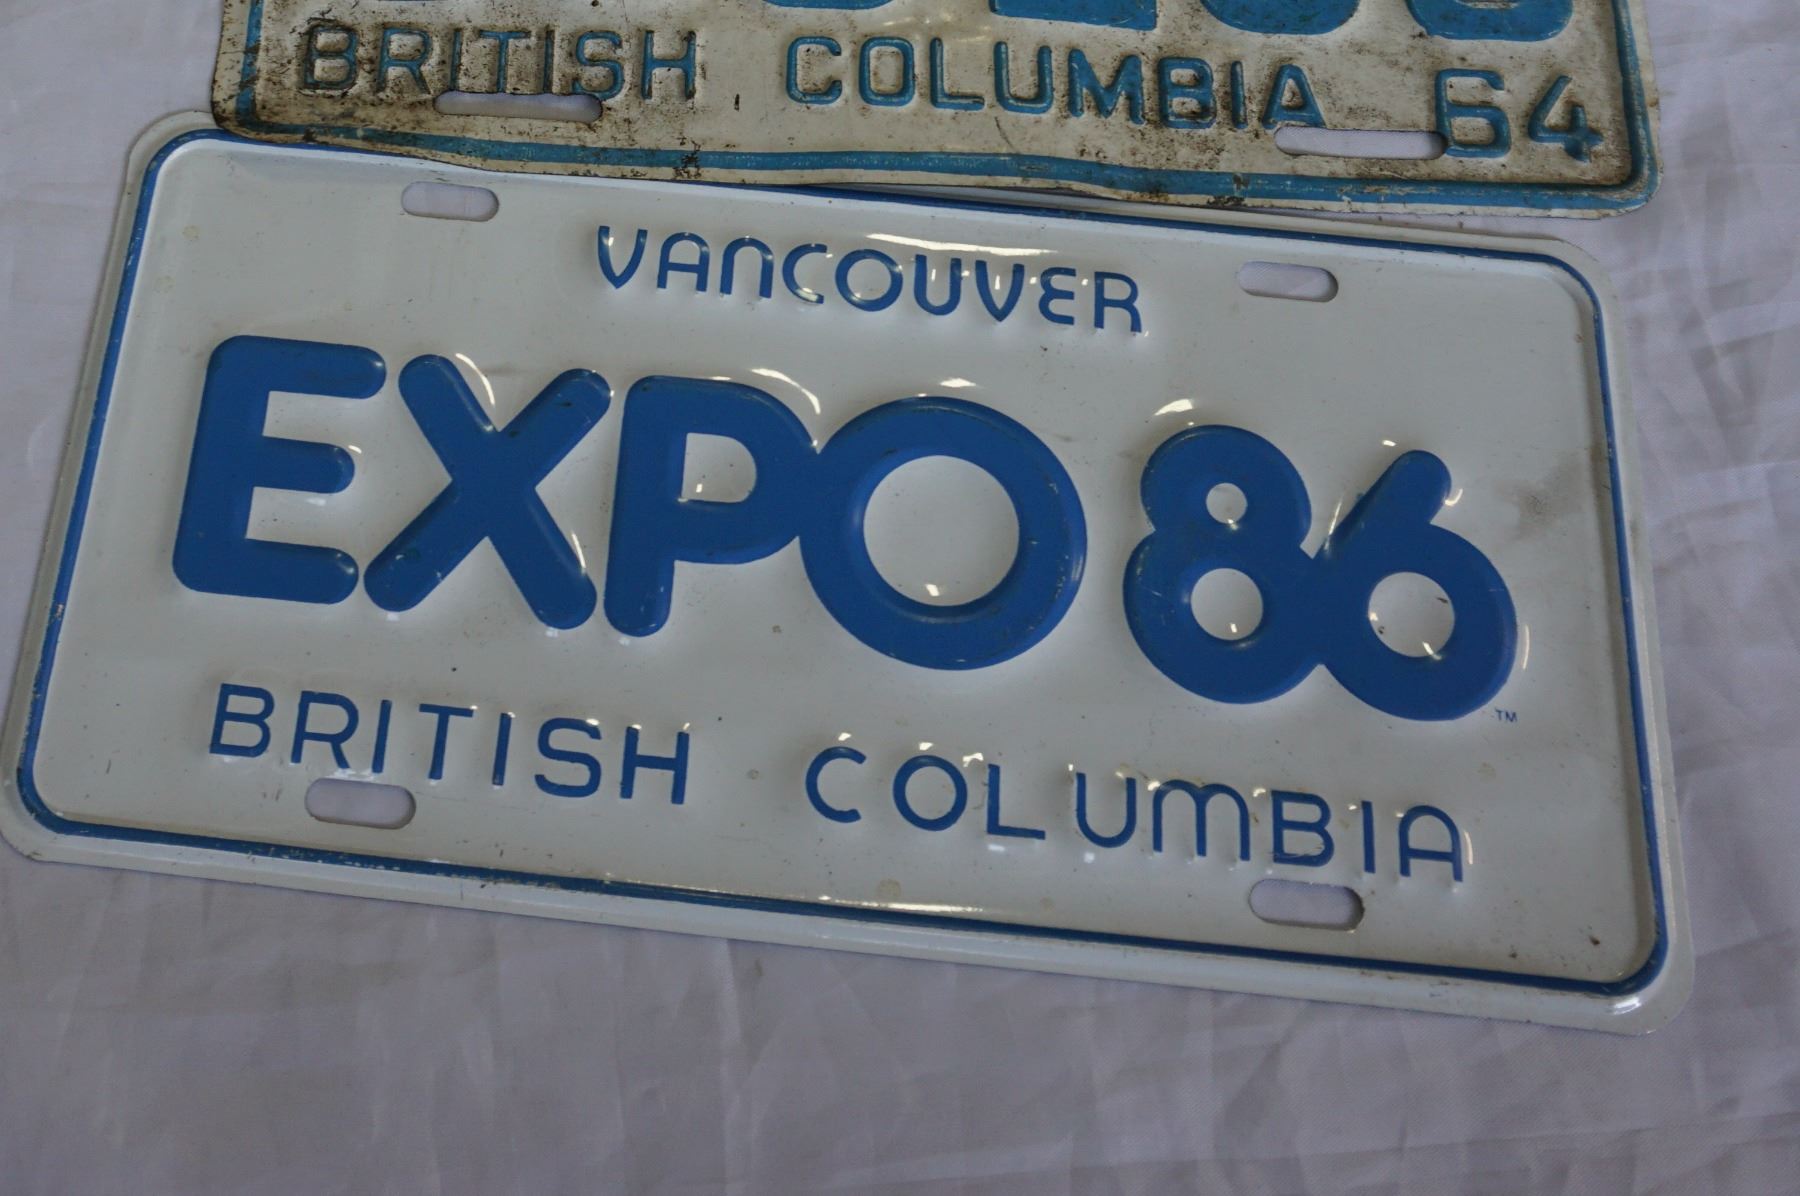 BRITISH COLUMBIA 64
VANCOUVER
EXPO 86 ™
BRITISH COLUMBIA